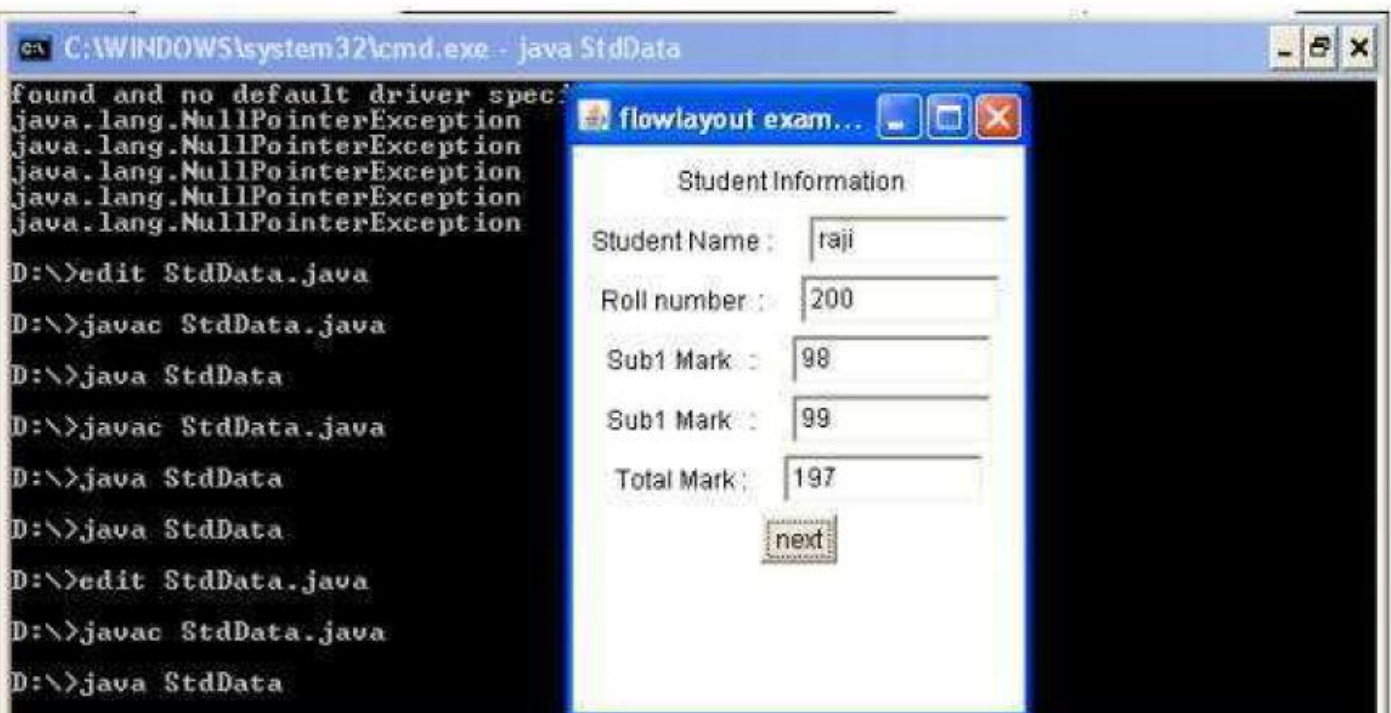 C:\WINDOWS\system32\cmd.exe - java StdData
found and no default driver speci
java.lang.NullPointerException
java.lang.NullPointerException
java.lang.NullPointerException
java.lang.NullPointerException
java.lang.NullPointerException
D:\>edit StdData.java
D:\>javac StdData.java
D:\>java StdData
D:\>javac StdData.java
D:\>java StdData
D:\>java StdData
D:\>edit StdData.java
D:\>javac StdData.java
D:\>java StdData
flowlayout exam...
Student Information
Student Name : raji
Roll number : 200
Sub1 Mark : 98
Sub1 Mark : 99
Total Mark : 197
next